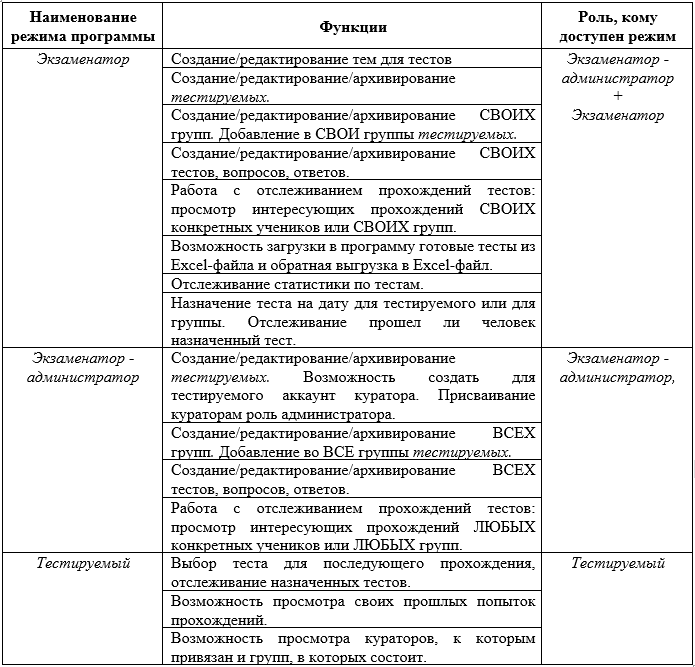 Наименование режима программы
Функции
Роль, кому доступен режим
Экзаменатор
Создание/редактирование тем для тестов
Экзаменатор -
администратор
+
Экзаменатор
Создание/редактирование/архивирование
тестируемых.
Создание/редактирование/архивирование СВОИХ
групп. Добавление в СВОИ группы тестируемых.
Создание/редактирование/архивирование СВОИХ
тестов, вопросов, ответов.
Работа с отслеживанием прохождений тестов:
просмотр интересующих прохождений СВОИХ
конкретных учеников или СВОИХ групп.
Возможность загрузки в программу готовые тесты из
Excel-файла и обратная выгрузка в Excel-файл.
Отслеживание статистики по тестам.
Назначение теста на дату для тестируемого или для
группы. Отслеживание прошел ли человек
назначенный тест.
Экзаменатор -
администратор
Создание/редактирование/архивирование
тестируемых. Возможность создать для
тестируемого аккаунт куратора. Присваивание
кураторам роль администратора.
Экзаменатор -
администратор,
Создание/редактирование/архивирование ВСЕХ
групп. Добавление во ВСЕ группы тестируемых.
Создание/редактирование/архивирование ВСЕХ
тестов, вопросов, ответов.
Работа с отслеживанием прохождений тестов:
просмотр интересующих прохождений ЛЮБЫХ
конкретных учеников или ЛЮБЫХ групп.
Тестируемый
Выбор теста для последующего прохождения,
отслеживание назначенных тестов.
Тестируемый
Возможность просмотра своих прошлых попыток
прохождений.
Возможность просмотра кураторов, к которым
привязан и групп, в которых состоит.